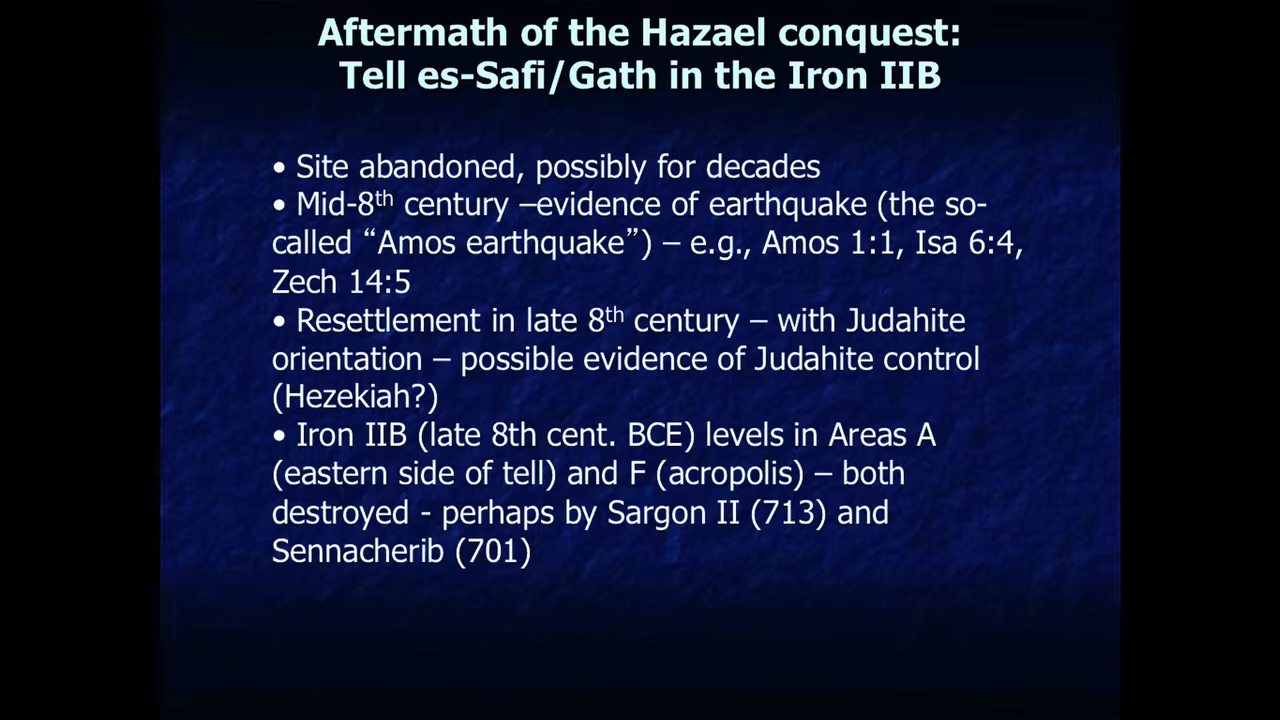 Aftermath of the Hazael conquest:
Tell es-Safi/Gath in the Iron IIB
• Site abandoned, possibly for decades
• Mid-8th century –evidence of earthquake (the so-
called “Amos earthquake”) – e.g., Amos 1:1, Isa 6:4,
Zech 14:5
• Resettlement in late 8th century – with Judahite
orientation – possible evidence of Judahite control
(Hezekiah?)
• Iron IIB (late 8th cent. BCE) levels in Areas A
(eastern side of tell) and F (acropolis) – both
destroyed - perhaps by Sargon II (713) and
Sennacherib (701)